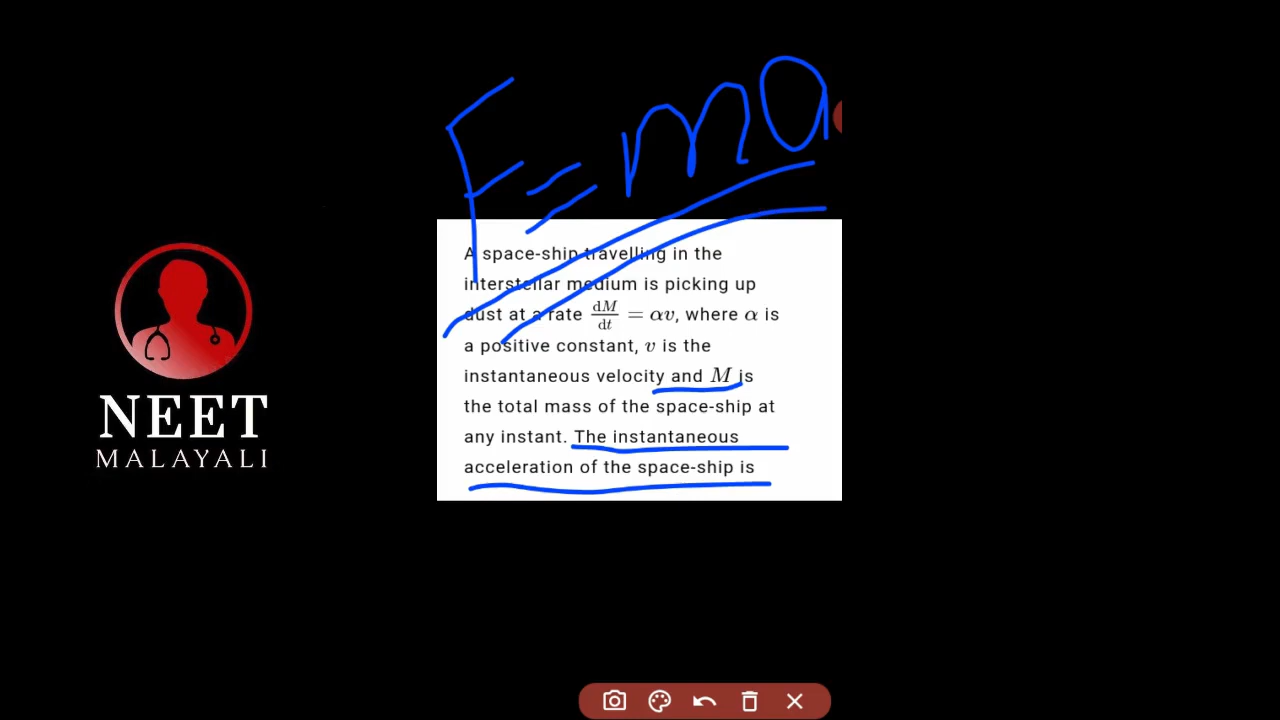 F=ma
A space-ship travelling in the
interstellar medium is picking up
dust at a rate dM/dt = αv, where α is
a positive constant, v is the
instantaneous velocity and M is
the total mass of the space-ship at
any instant. The instantaneous
acceleration of the space-ship is
NEET
MALAYALI